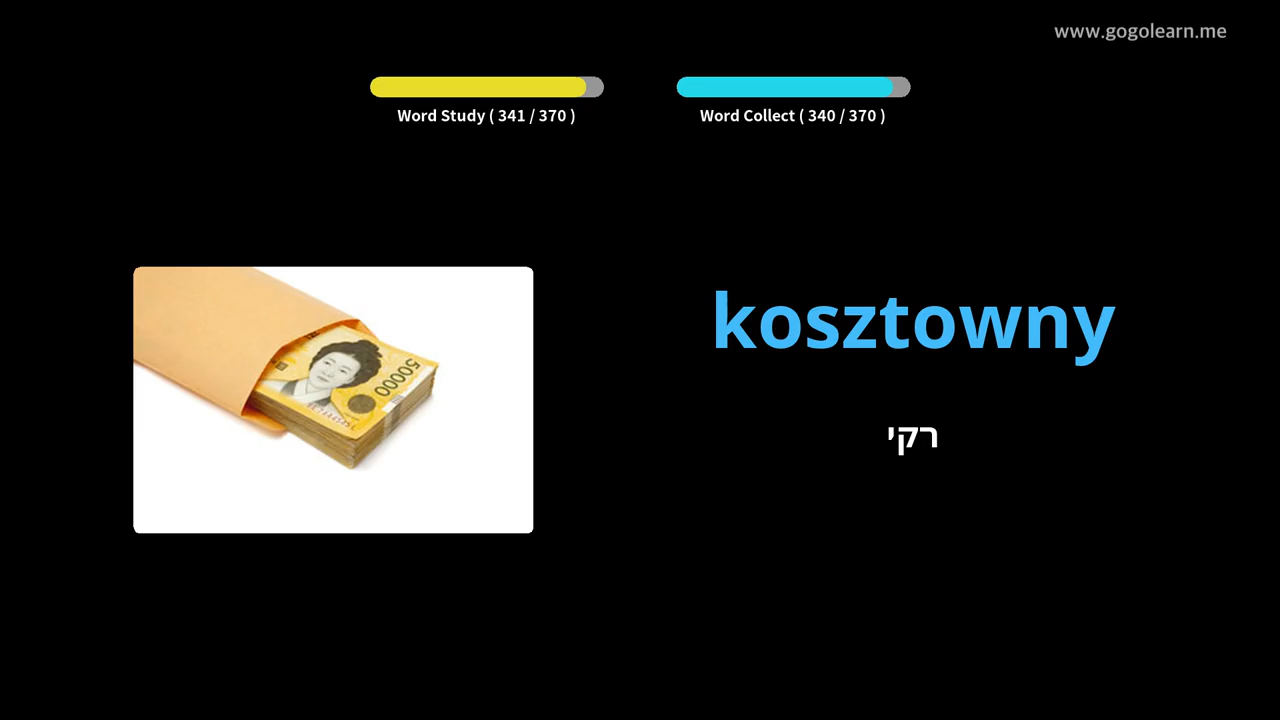 www.gogolearn.me
Word Study ( 341 / 370 )
Word Collect ( 340 / 370 )
kosztowny
רקי
50000